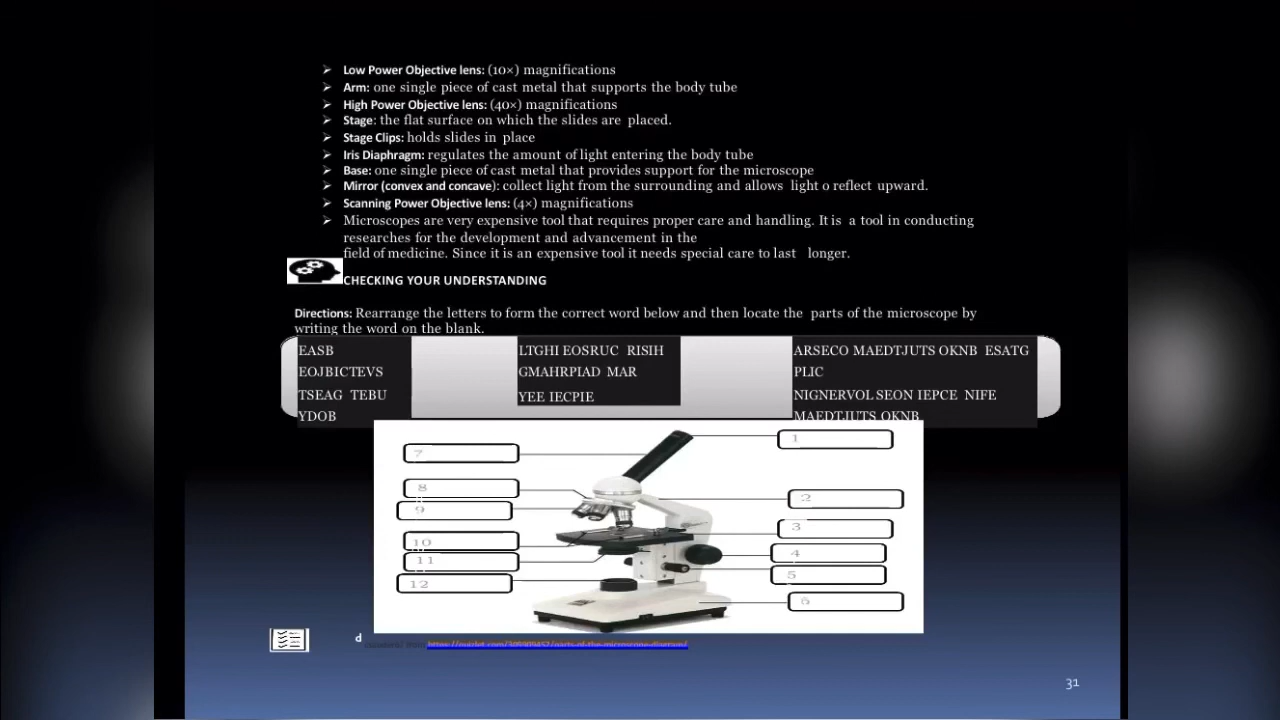 ➢ Low Power Objective lens: (10×) magnifications
➢ Arm: one single piece of cast metal that supports the body tube
➢ High Power Objective lens: (40×) magnifications
➢ Stage: the flat surface on which the slides are placed.
➢ Stage Clips: holds slides in place
➢ Iris Diaphragm: regulates the amount of light entering the body tube
➢ Base: one single piece of cast metal that provides support for the microscope
➢ Mirror (convex and concave): collect light from the surrounding and allows light o reflect upward.
➢ Scanning Power Objective lens: (4×) magnifications
➢ Microscopes are very expensive tool that requires proper care and handling. It is a tool in conducting
researches for the development and advancement in the
field of medicine. Since it is an expensive tool it needs special care to last longer.
CHECKING YOUR UNDERSTANDING
Directions: Rearrange the letters to form the correct word below and then locate the parts of the microscope by
writing the word on the blank.
EASB
EOJBICTEVS
TSEAG TEBU
YDOB
LTGHI EOSRUC RISIH
GMAHRPIAD MAR
YEE IECPIE
ARSECO MAEDTJUTS OKNB ESATG
PLIC
NIGNERVOL SEON IEPCE NIFE
MAEDTJUTS OKNB
7
8
9
10
11
12
1
2
3
4
5
6
d
31